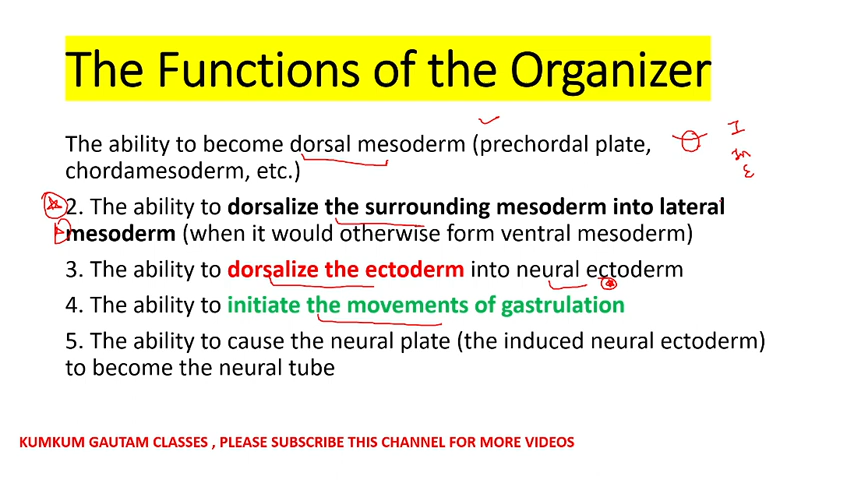 The Functions of the Organizer
The ability to become dorsal mesoderm (prechordal plate,
chordamesoderm, etc.)
2. The ability to dorsalize the surrounding mesoderm into lateral
mesoderm (when it would otherwise form ventral mesoderm)
3. The ability to dorsalize the ectoderm into neural ectoderm
4. The ability to initiate the movements of gastrulation
5. The ability to cause the neural plate (the induced neural ectoderm)
to become the neural tube
KUMKUM GAUTAM CLASSES , PLEASE SUBSCRIBE THIS CHANNEL FOR MORE VIDEOS